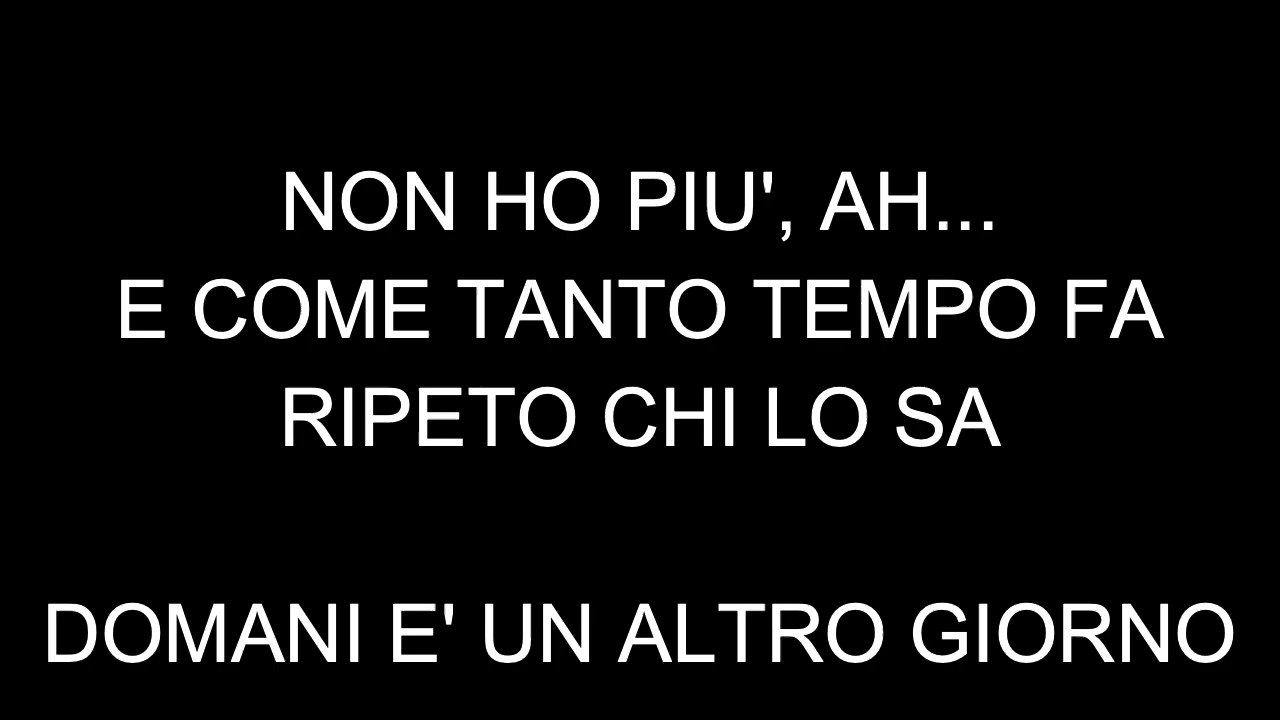 NON HO PIU', AH...
E COME TANTO TEMPO FA
RIPETO CHI LO SA
DOMANI E' UN ALTRO GIORNO